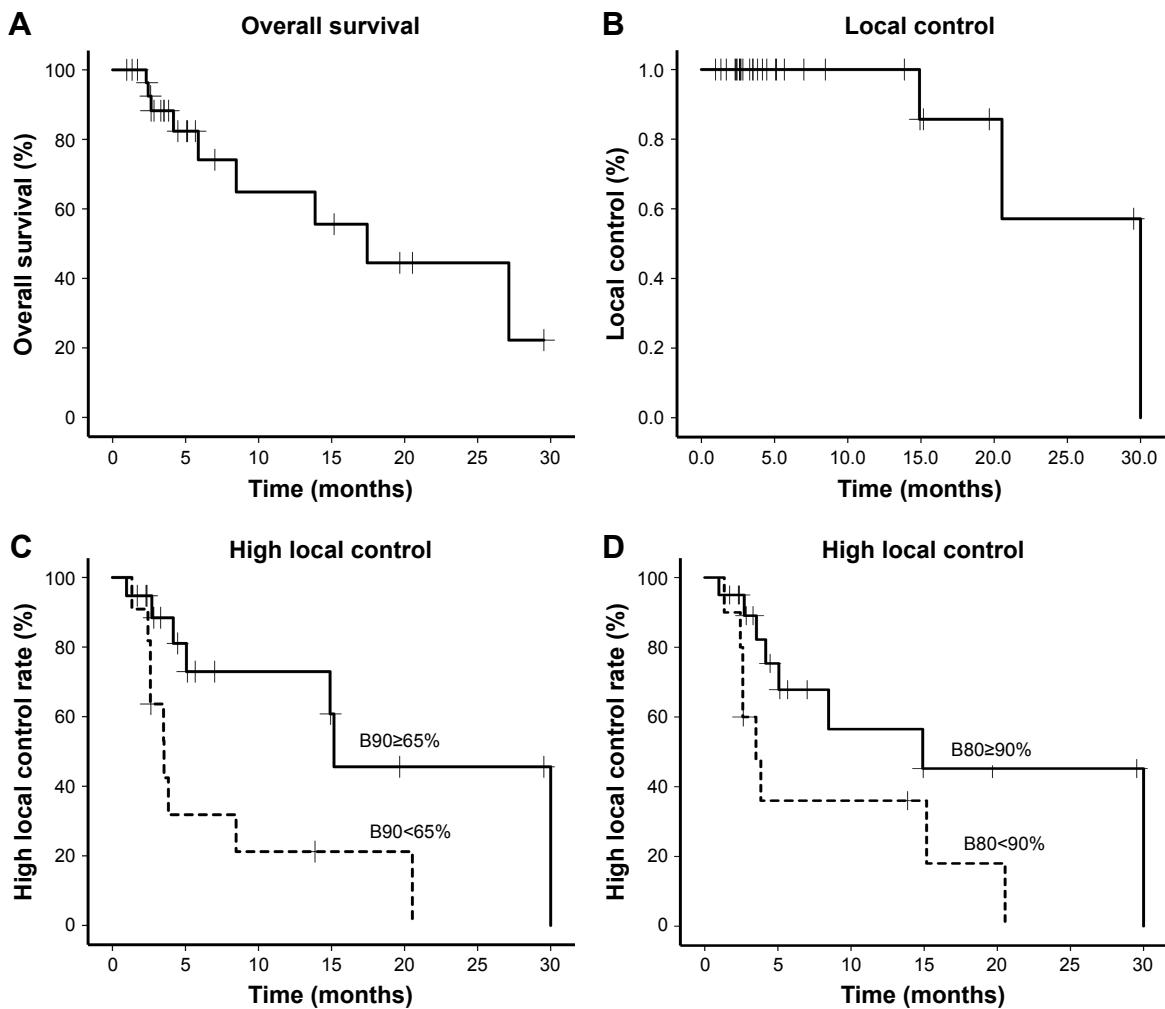 A
Overall survival
Overall survival (%)
100
80
60
40
20
0
0 5 10 15 20 25 30
Time (months)
B
Local control
Local control (%)
1.0
0.8
0.6
0.4
0.2
0.0
0.0 5.0 10.0 15.0 20.0 25.0 30.0
Time (months)
C
High local control
High local control rate (%)
100
80
60
40
20
0
B90≥65%
B90<65%
0 5 10 15 20 25 30
Time (months)
D
High local control
High local control rate (%)
100
80
60
40
20
0
B80≥90%
B80<90%
0 5 10 15 20 25 30
Time (months)